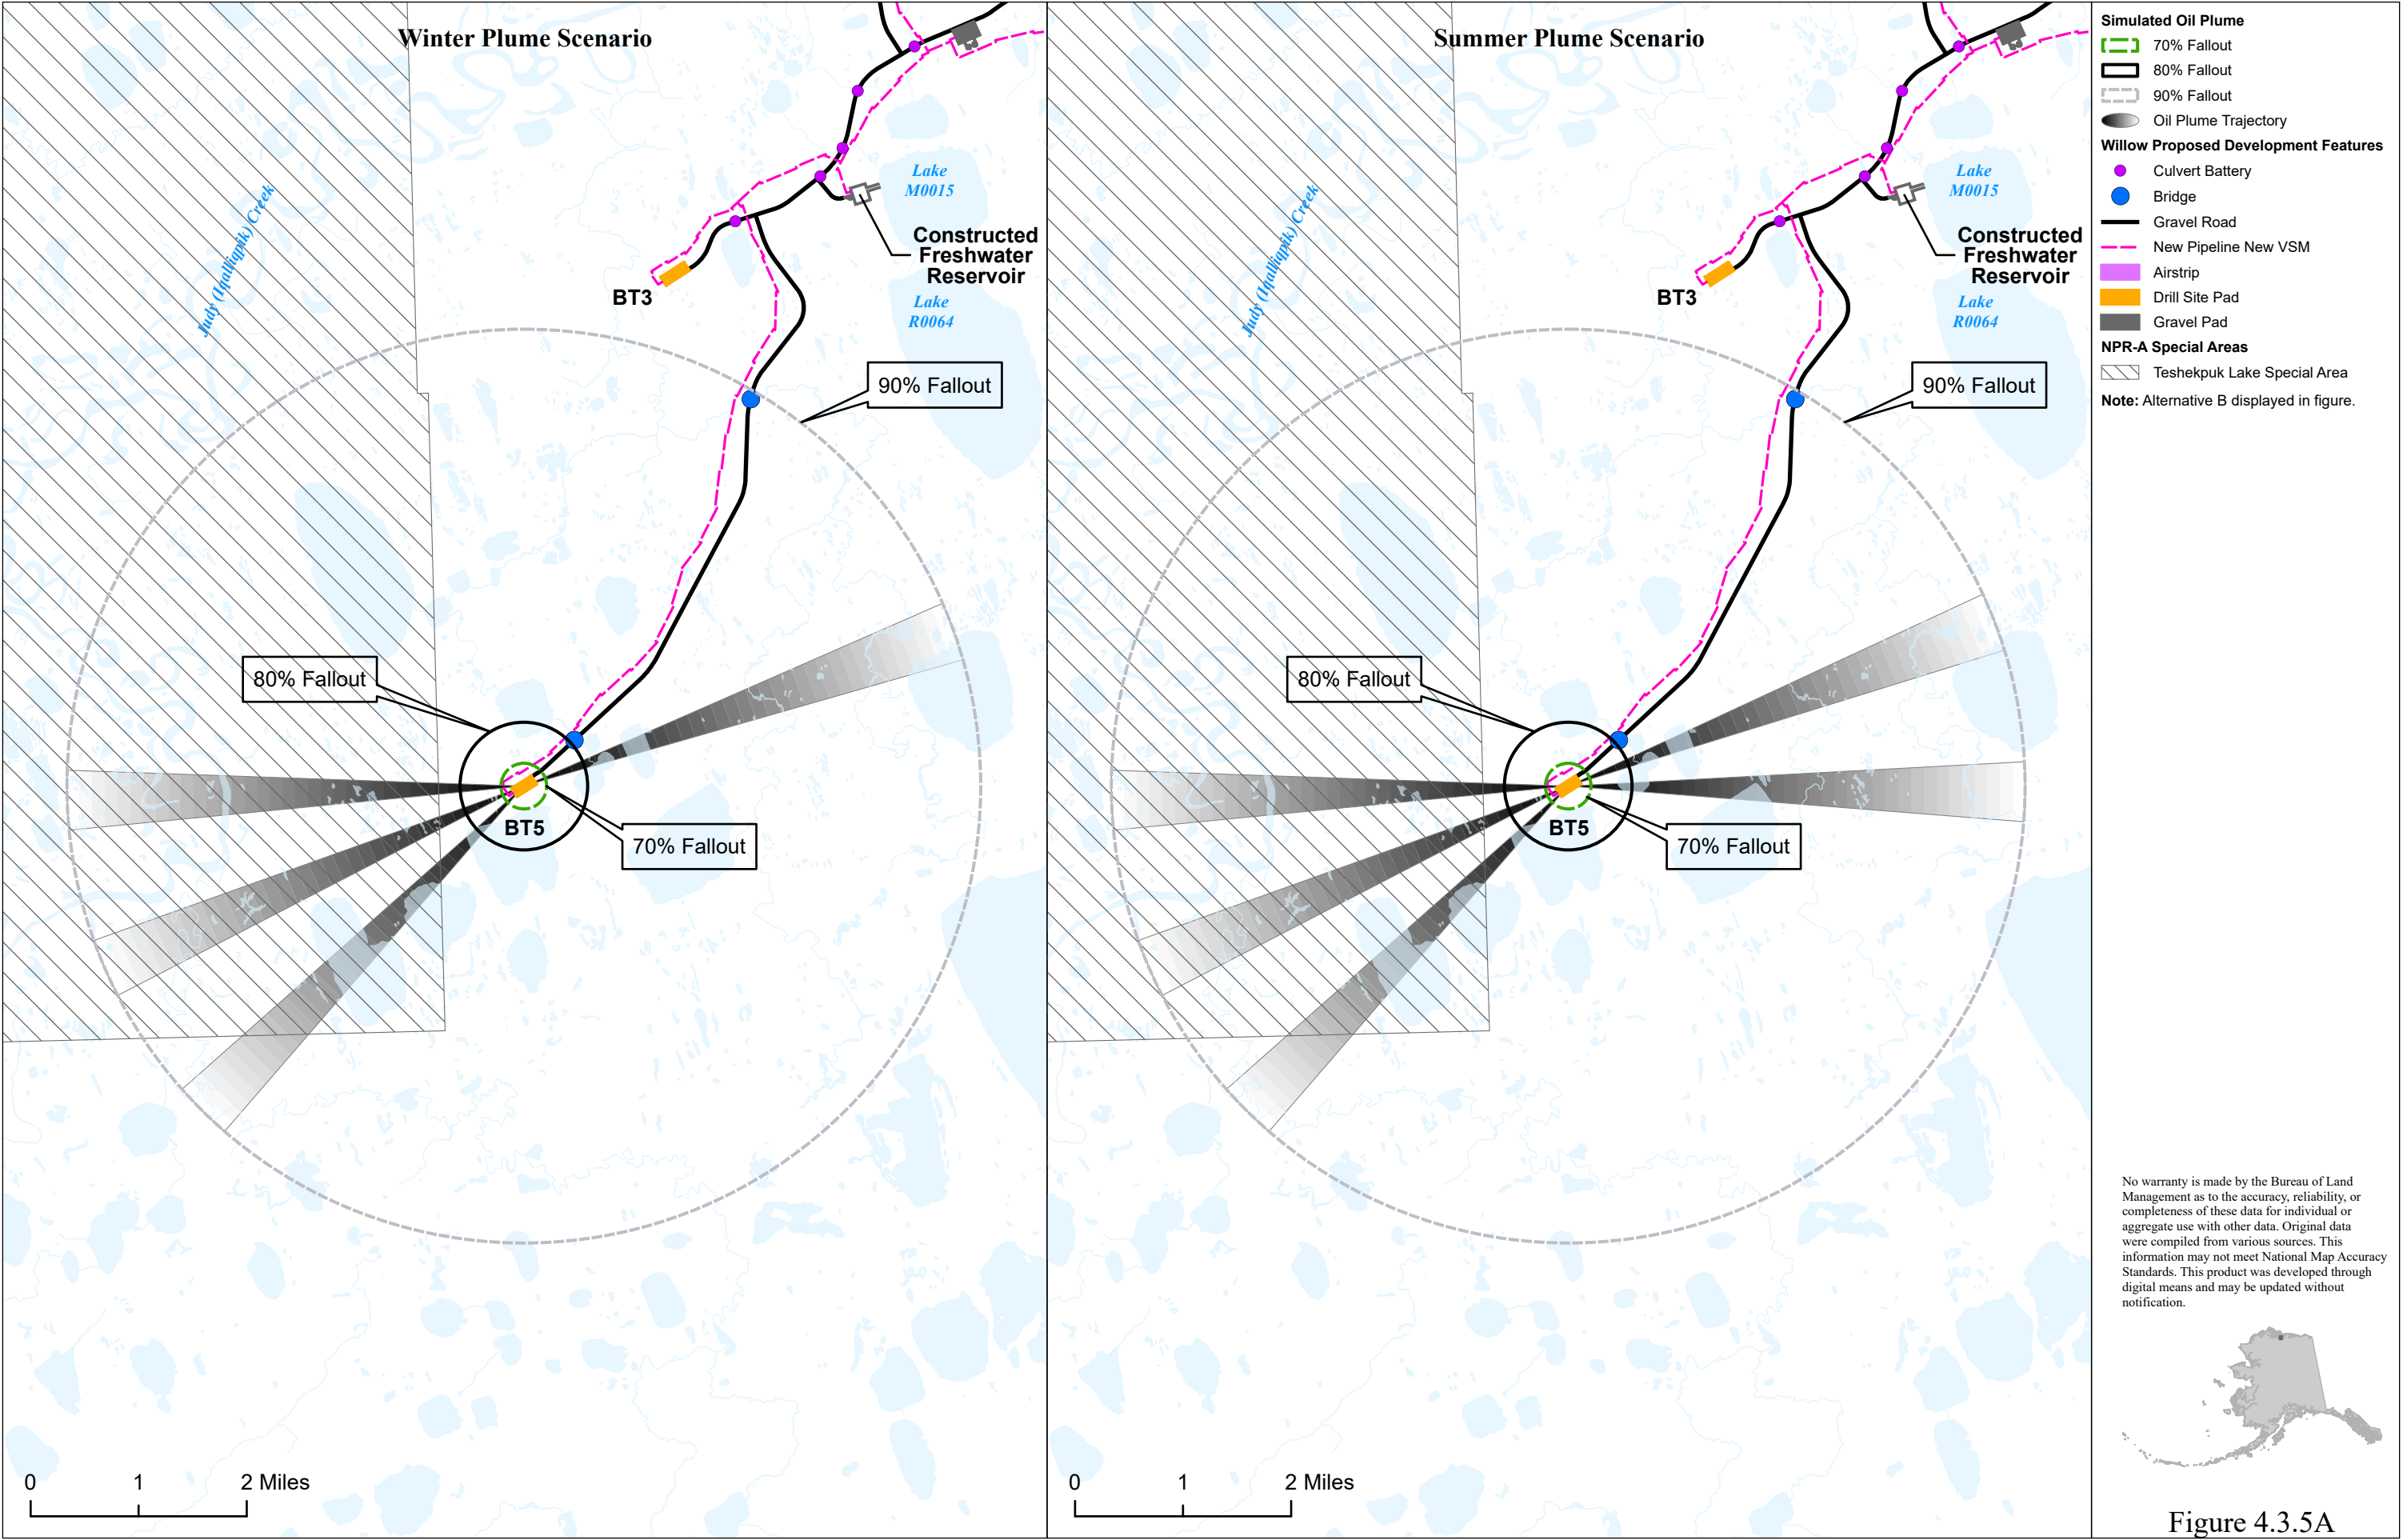 Winter Plume Scenario
Judy (Iqalliqpik) Creek
Lake
M0015
Constructed
Freshwater
Reservoir
BT3
Lake
R0064
90% Fallout
80% Fallout
BT5
70% Fallout
0 1 2 Miles
Summer Plume Scenario
Judy (Iqalliqpik) Creek
Lake
M0015
Constructed
Freshwater
Reservoir
BT3
Lake
R0064
90% Fallout
80% Fallout
BT5
70% Fallout
0 1 2 Miles
Simulated Oil Plume
70% Fallout
80% Fallout
90% Fallout
Oil Plume Trajectory
Willow Proposed Development Features
Culvert Battery
Bridge
Gravel Road
New Pipeline New VSM
Airstrip
Drill Site Pad
Gravel Pad
NPR-A Special Areas
Teshekpuk Lake Special Area
Note: Alternative B displayed in figure.
No warranty is made by the Bureau of Land
Management as to the accuracy, reliability, or
completeness of these data for individual or
aggregate use with other data. Original data
were compiled from various sources. This
information may not meet National Map Accuracy
Standards. This product was developed through
digital means and may be updated without
notification.
Figure 4.3.5A